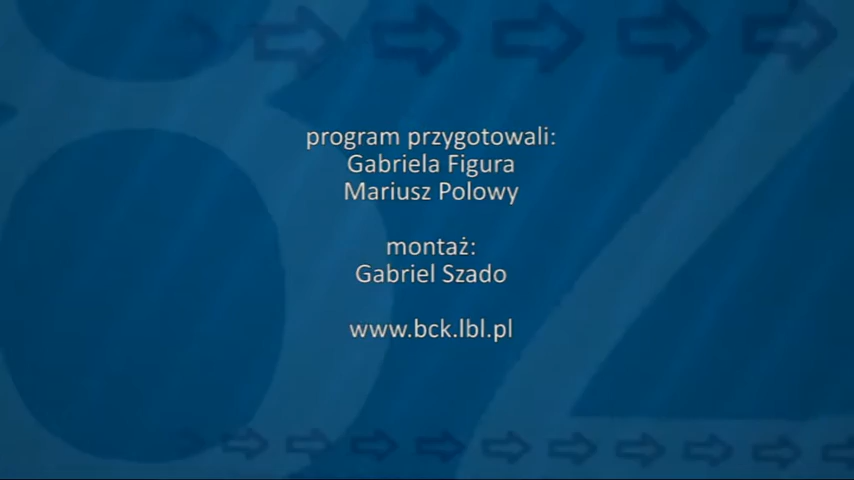 program przygotowali:
Gabriela Figura
Mariusz Polowy
montaż:
Gabriel Szado
www.bck.lbl.pl